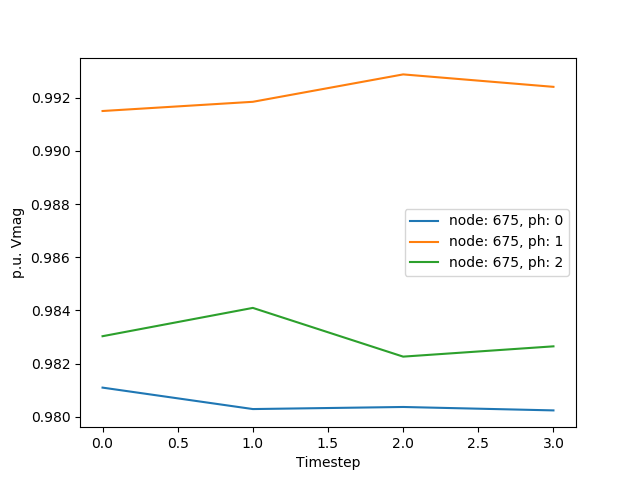 0.992
0.990
0.988
0.986
0.984
0.982
0.980
p.u. Vmag
node: 675, ph: 0
node: 675, ph: 1
node: 675, ph: 2
0.0 0.5 1.0 1.5 2.0 2.5 3.0
Timestep